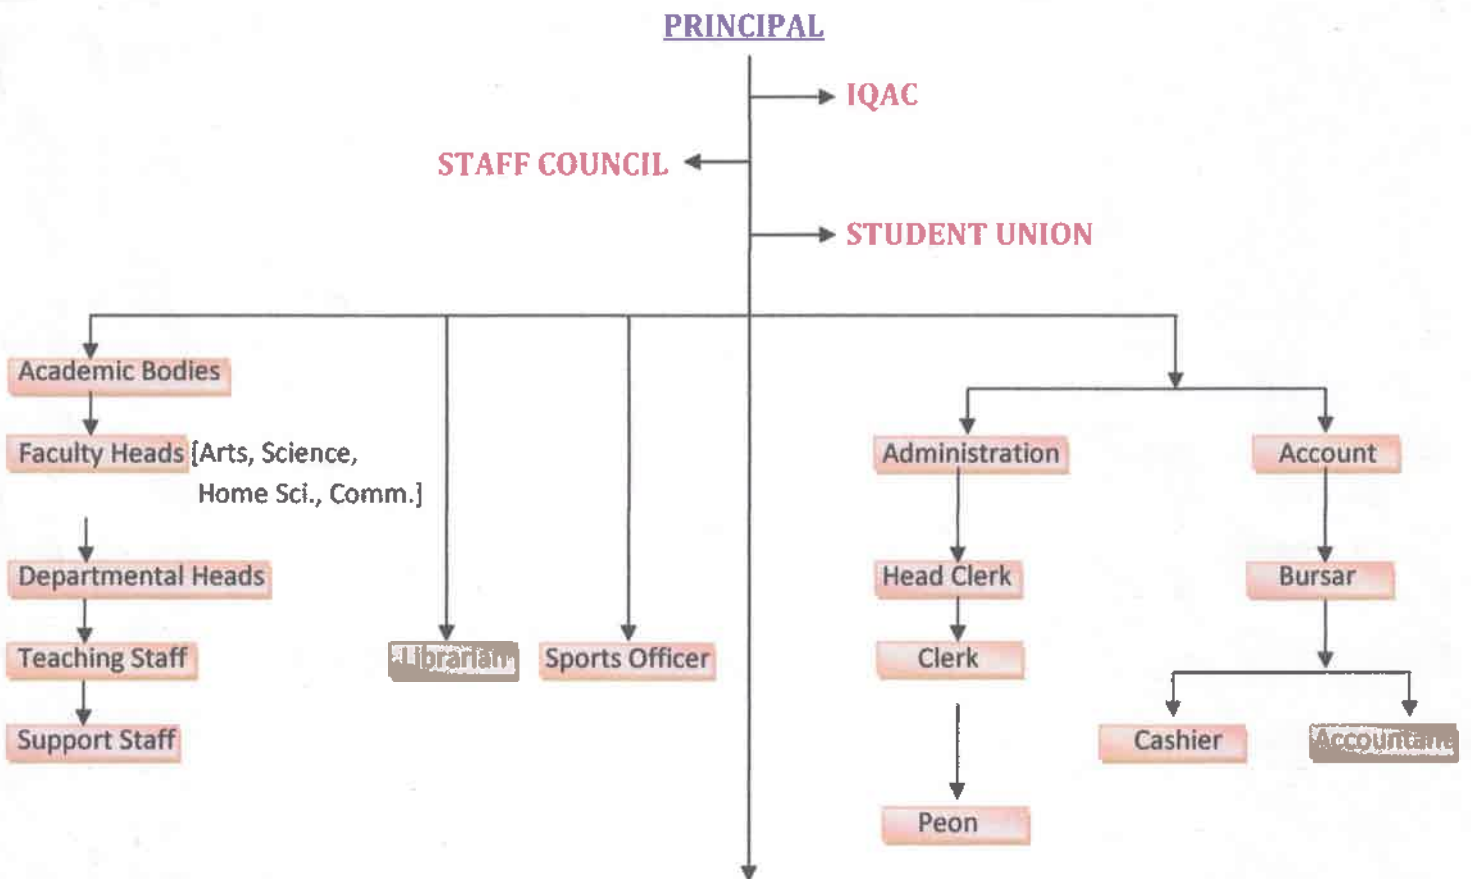 PRINCIPAL
IQAC
STAFF COUNCIL
STUDENT UNION
Academic Bodies
Faculty Heads [Arts, Science,
Home Sci., Comm.]
Departmental Heads
Teaching Staff
Support Staff
Librarian
Sports Officer
Administration
Head Clerk
Clerk
Peon
Account
Bursar
Cashier
Accountant